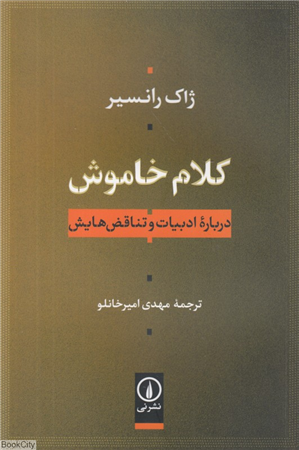 ژاک رانسیر
کلام خاموش
دربارهٔ ادبیات و تناقض‌هایش
ترجمهٔ مهدی امیرخانلو
نشرنی
BookCity